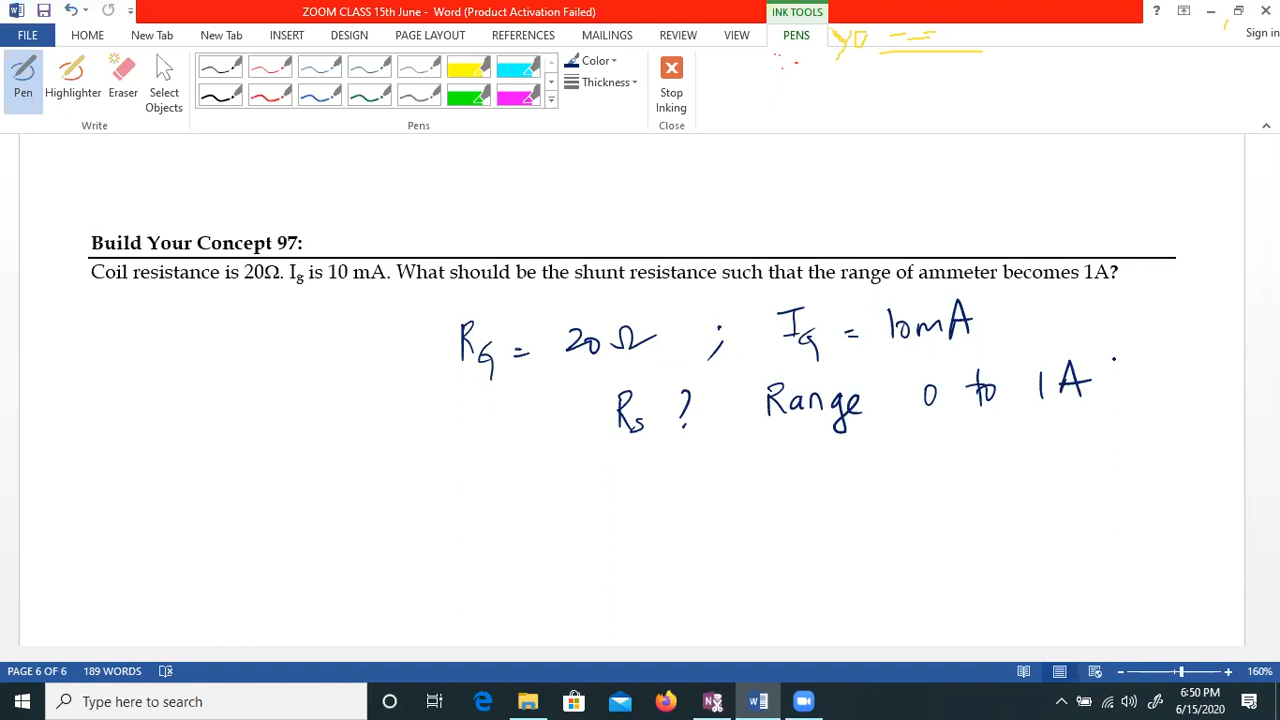 ZOOM CLASS 15th June - Word (Product Activation Failed)
INK TOOLS
?
FILE
HOME
New Tab
New Tab
INSERT
DESIGN
PAGE LAYOUT
REFERENCES
MAILINGS
REVIEW
VIEW
PENS
Sign in
Pen
Highlighter
Eraser
Select Objects
Color
Thickness
Stop Inking
Write
Pens
Close
Build Your Concept 97:
Coil resistance is 20Ω. Ig is 10 mA. What should be the shunt resistance such that the range of ammeter becomes 1A?
RG = 20 Ω ; IG = 10mA
Rs ? Range 0 to 1A
PAGE 6 OF 6
189 WORDS
160%
Type here to search
6:50 PM
6/15/2020